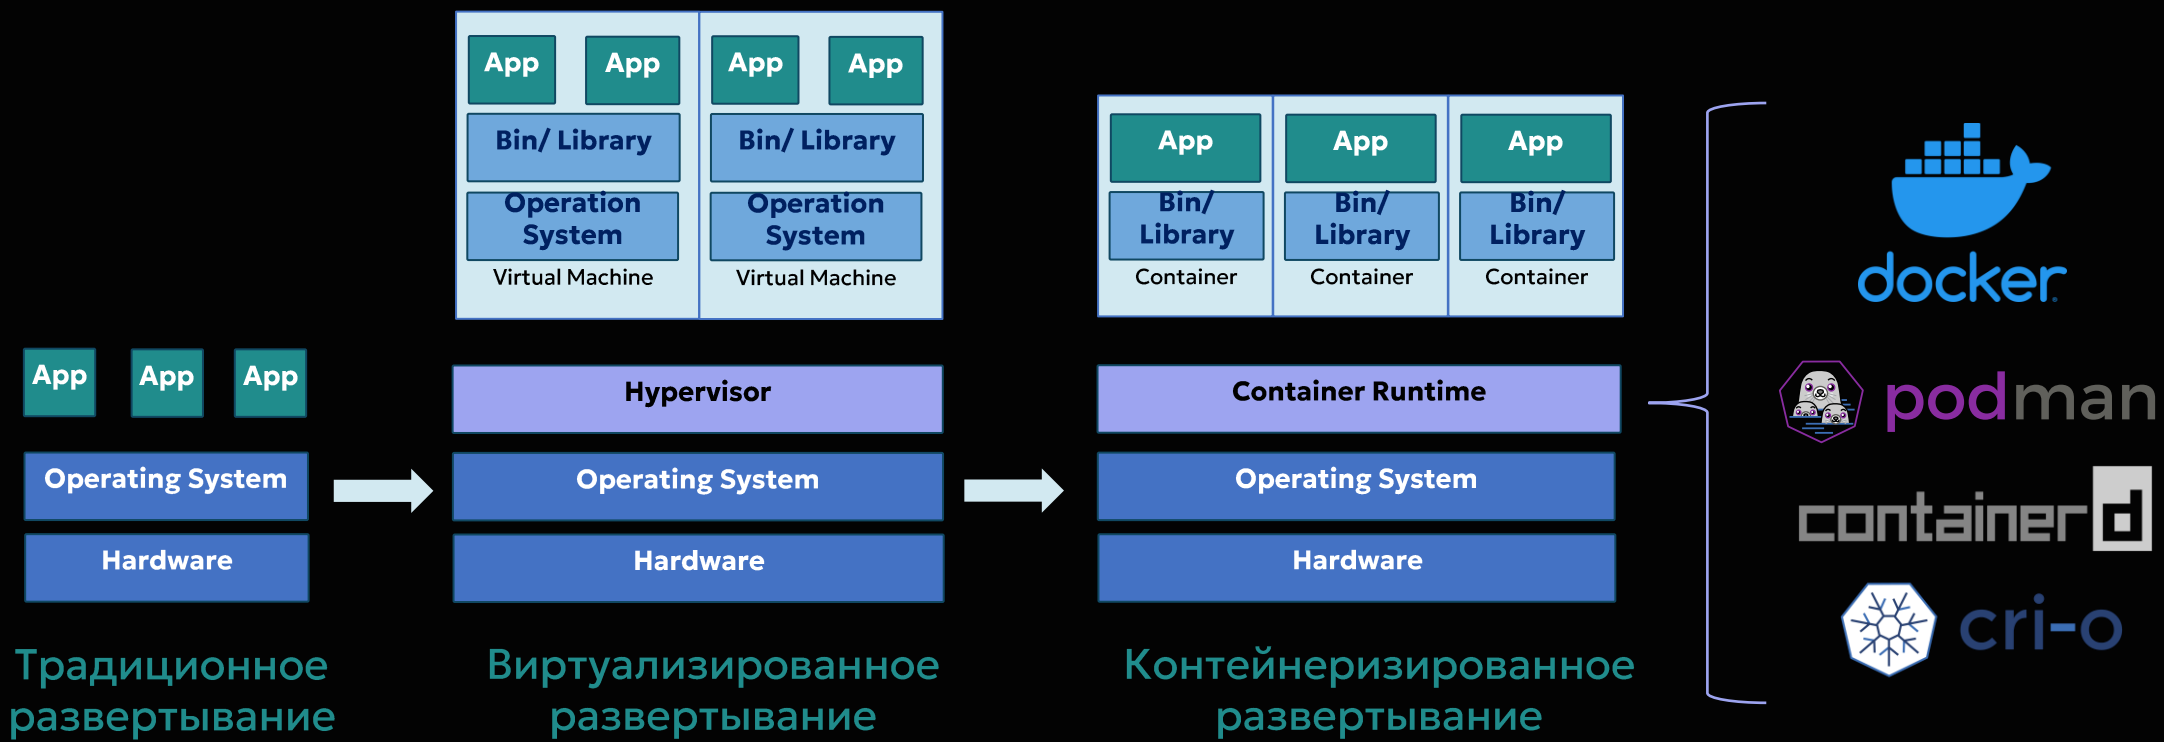 App App App
Operating System
Hardware
Традиционное
развертывание
App App App App
Bin/ Library Bin/ Library
Operation
System
Operation
System
Virtual Machine Virtual Machine
Hypervisor
Operating System
Hardware
Виртуализированное
развертывание
App App App
Bin/
Library
Bin/
Library
Bin/
Library
Container Container Container
Container Runtime
Operating System
Hardware
Контейнеризированное
развертывание
docker
podman
containerd
cri-o